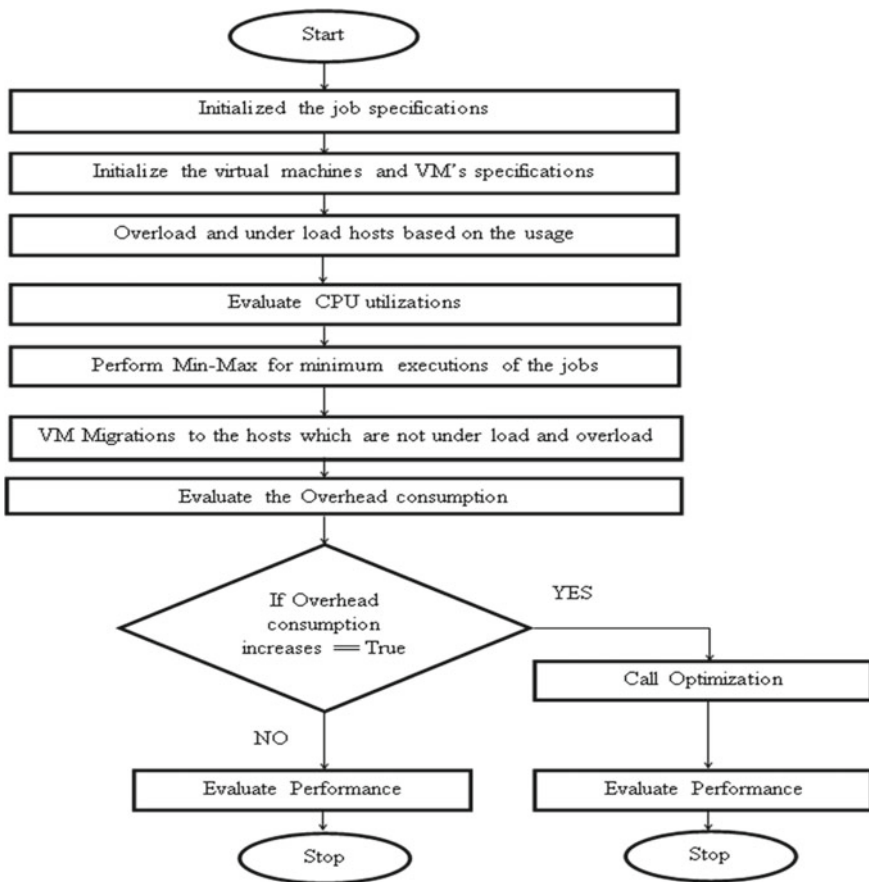 Start
Initialized the job specifications
Initialize the virtual machines and VM's specifications
Overload and under load hosts based on the usage
Evaluate CPU utilizations
Perform Min-Max for minimum executions of the jobs
VM Migrations to the hosts which are not under load and overload
Evaluate the Overhead consumption
If Overhead
consumption
increases == True
YES
Call Optimization
NO
Evaluate Performance
Evaluate Performance
Stop
Stop